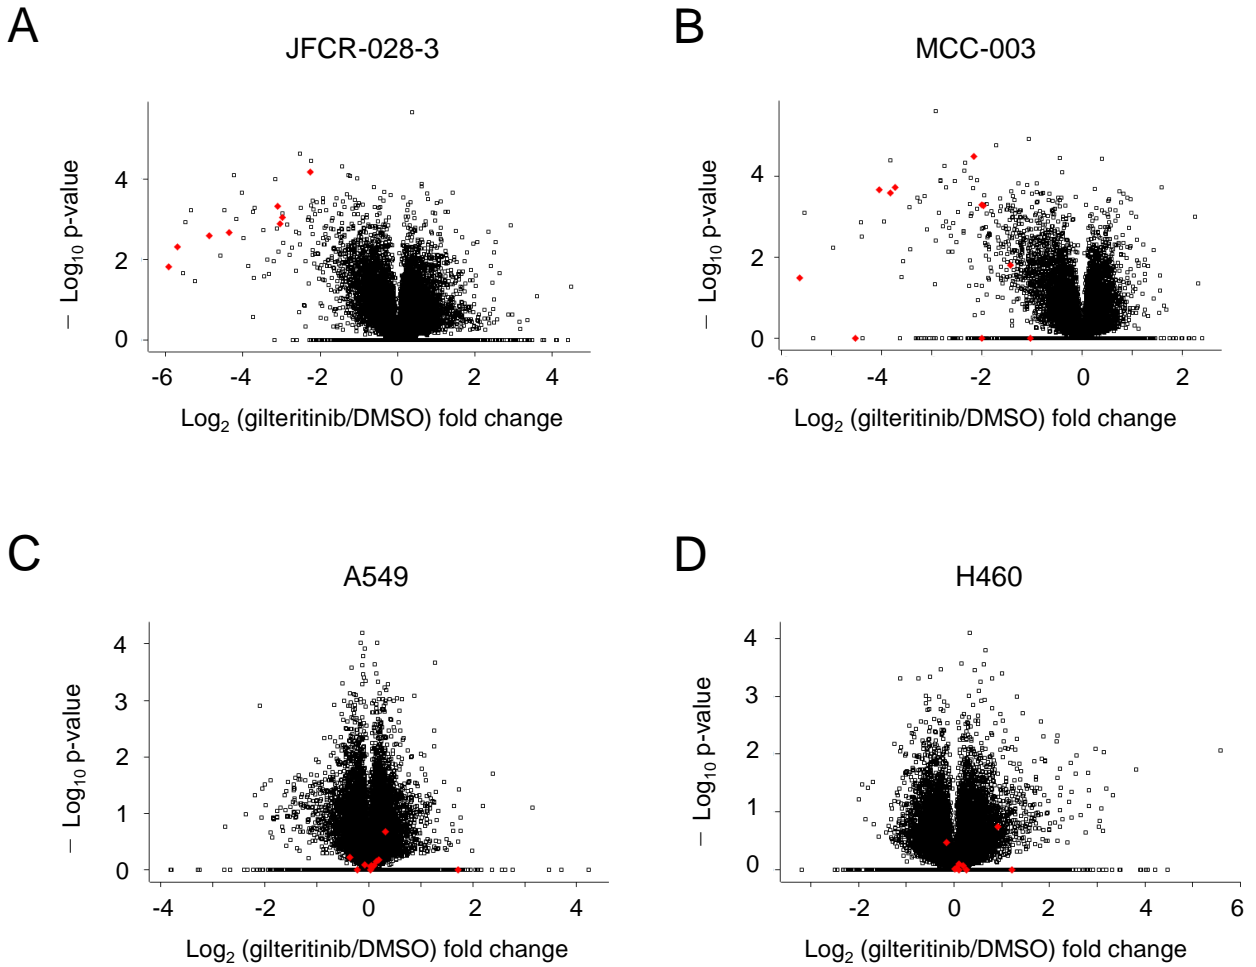 A
JFCR-028-3
— Log10 p-value
4
2
0
-6 -4 -2 0 2 4
Log2 (gilteritinib/DMSO) fold change
B
MCC-003
— Log10 p-value
4
2
0
-6 -4 -2 0 2
Log2 (gilteritinib/DMSO) fold change
C
A549
— Log10 p-value
4
3
2
1
0
-4 -2 0 2 4
Log2 (gilteritinib/DMSO) fold change
D
H460
— Log10 p-value
4
3
2
1
0
-2 0 2 4 6
Log2 (gilteritinib/DMSO) fold change